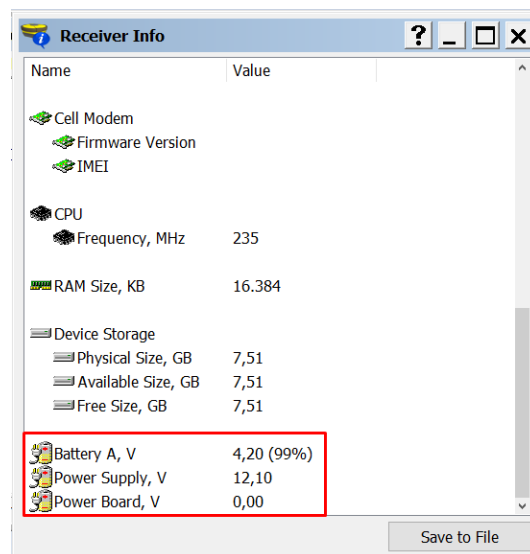 Receiver Info
Name Value
Cell Modem
Firmware Version
IMEI
CPU
Frequency, MHz 235
RAM Size, KB 16.384
Device Storage
Physical Size, GB 7,51
Available Size, GB 7,51
Free Size, GB 7,51
Battery A, V 4,20 (99%)
Power Supply, V 12,10
Power Board, V 0,00
Save to File